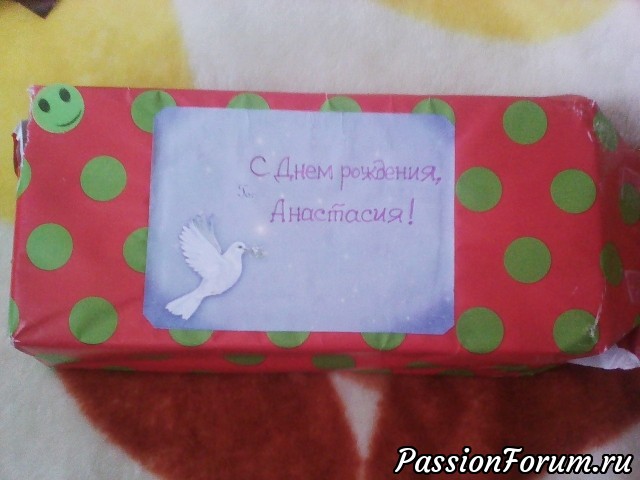 С Днем рождения,
Анастасия!
PassionForum.ru